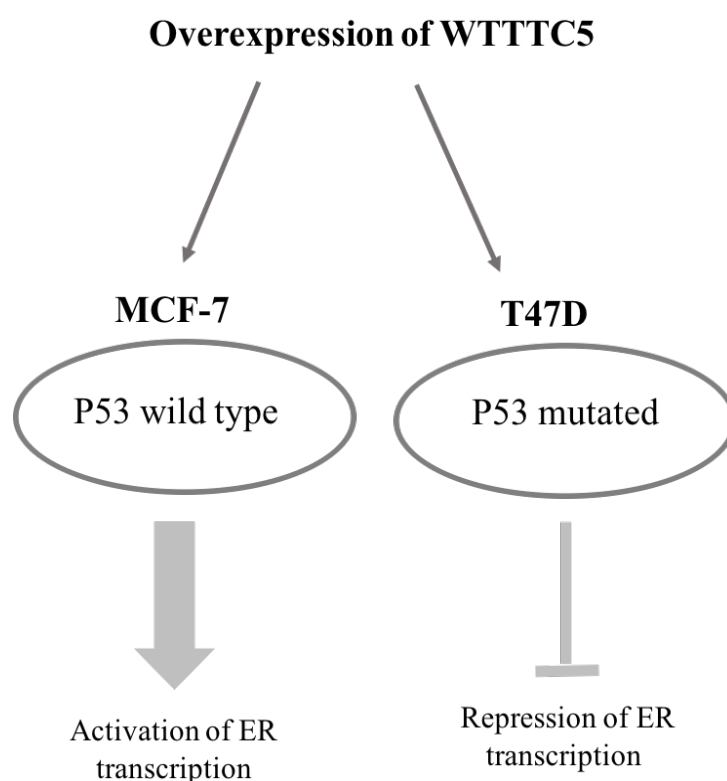 Overexpression of WTTTC5
MCF-7
T47D
P53 wild type
P53 mutated
Activation of ER
transcription
Repression of ER
transcription